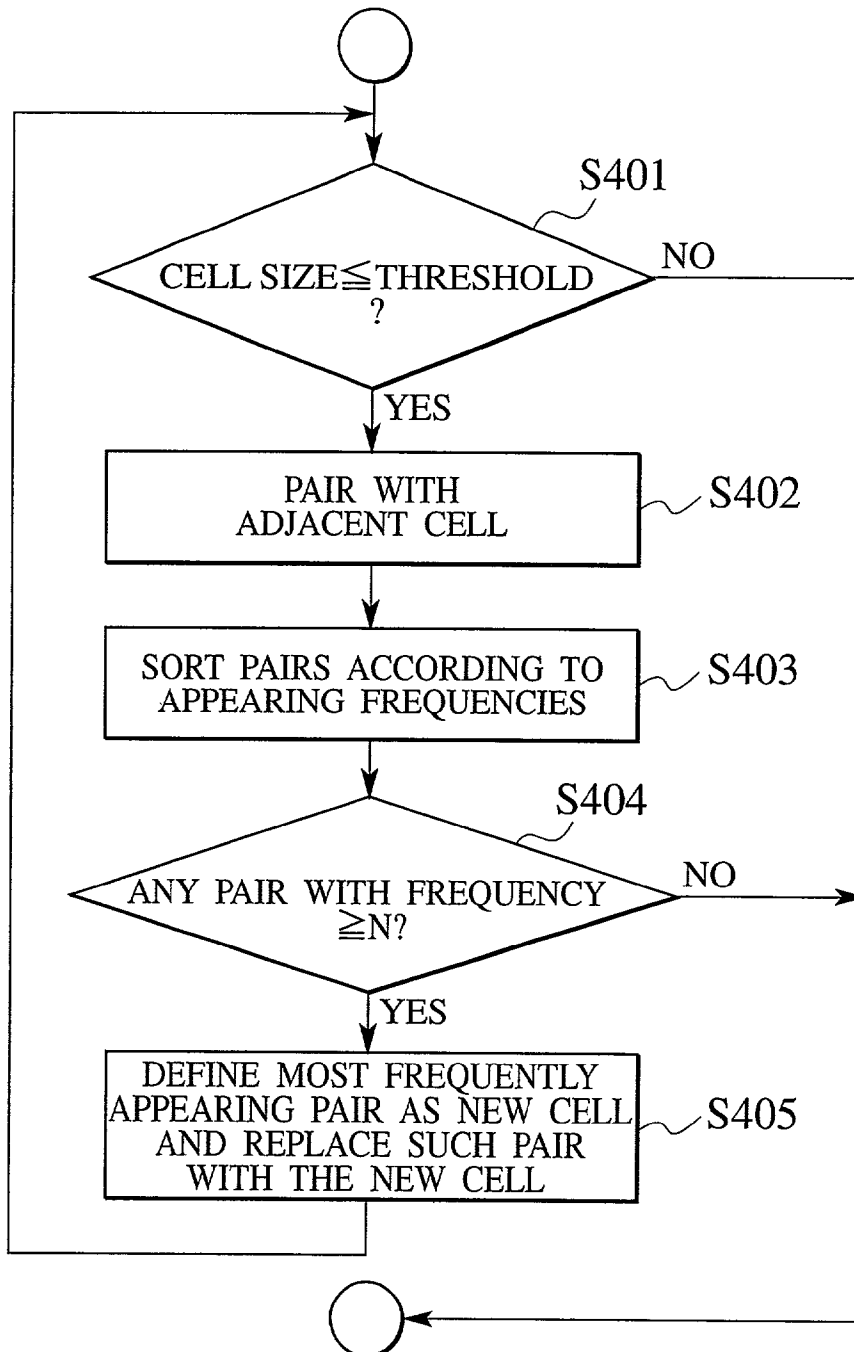 S401
CELL SIZE≦THRESHOLD
?
NO
YES
PAIR WITH
ADJACENT CELL
S402
SORT PAIRS ACCORDING TO
APPEARING FREQUENCIES
S403
S404
ANY PAIR WITH FREQUENCY
≧N?
NO
YES
DEFINE MOST FREQUENTLY
APPEARING PAIR AS NEW CELL
AND REPLACE SUCH PAIR
WITH THE NEW CELL
S405